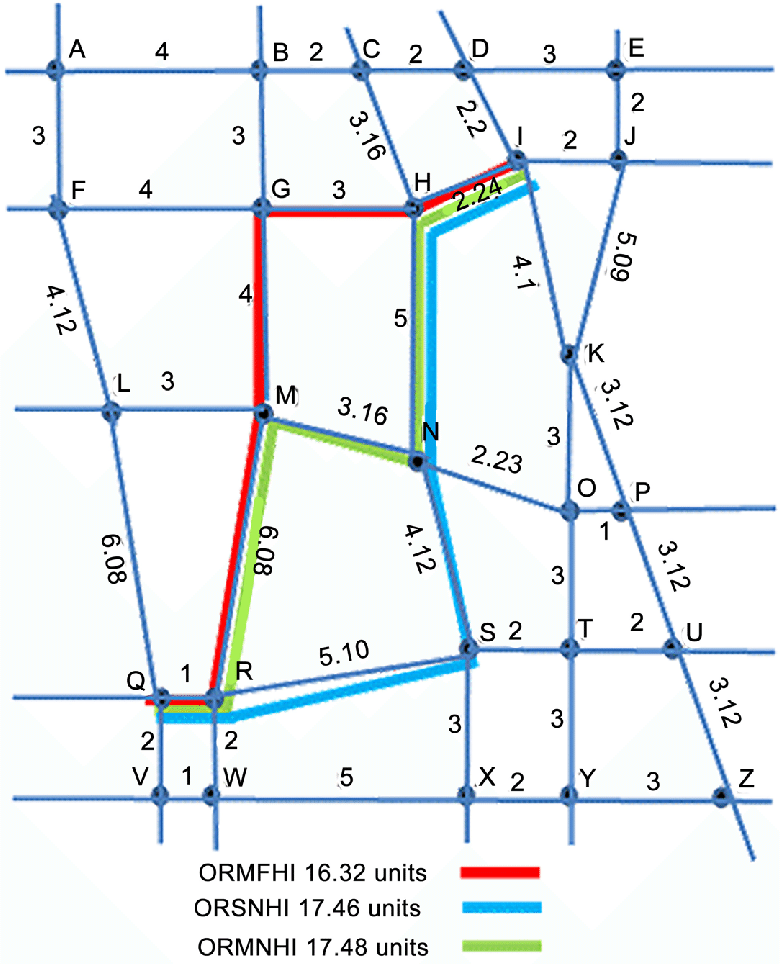 A 4 B 2 C 2 D 3 E
3 3 3.16 2.2 2
I 2 J
F 4 G 3 H 2.24
4.12 4 5 4.1 5.09
K
L 3 M 3.16 N 3 3.12
2.23 O P
1
6.08 6.08 4.12 3 3.12
5.10 S 2 T 2 U
Q 1 R 3.12
2 2 3 3
V 1 W 5 X 2 Y 3 Z
ORMFHI 16.32 units
ORSNHI 17.46 units
ORMNHI 17.48 units